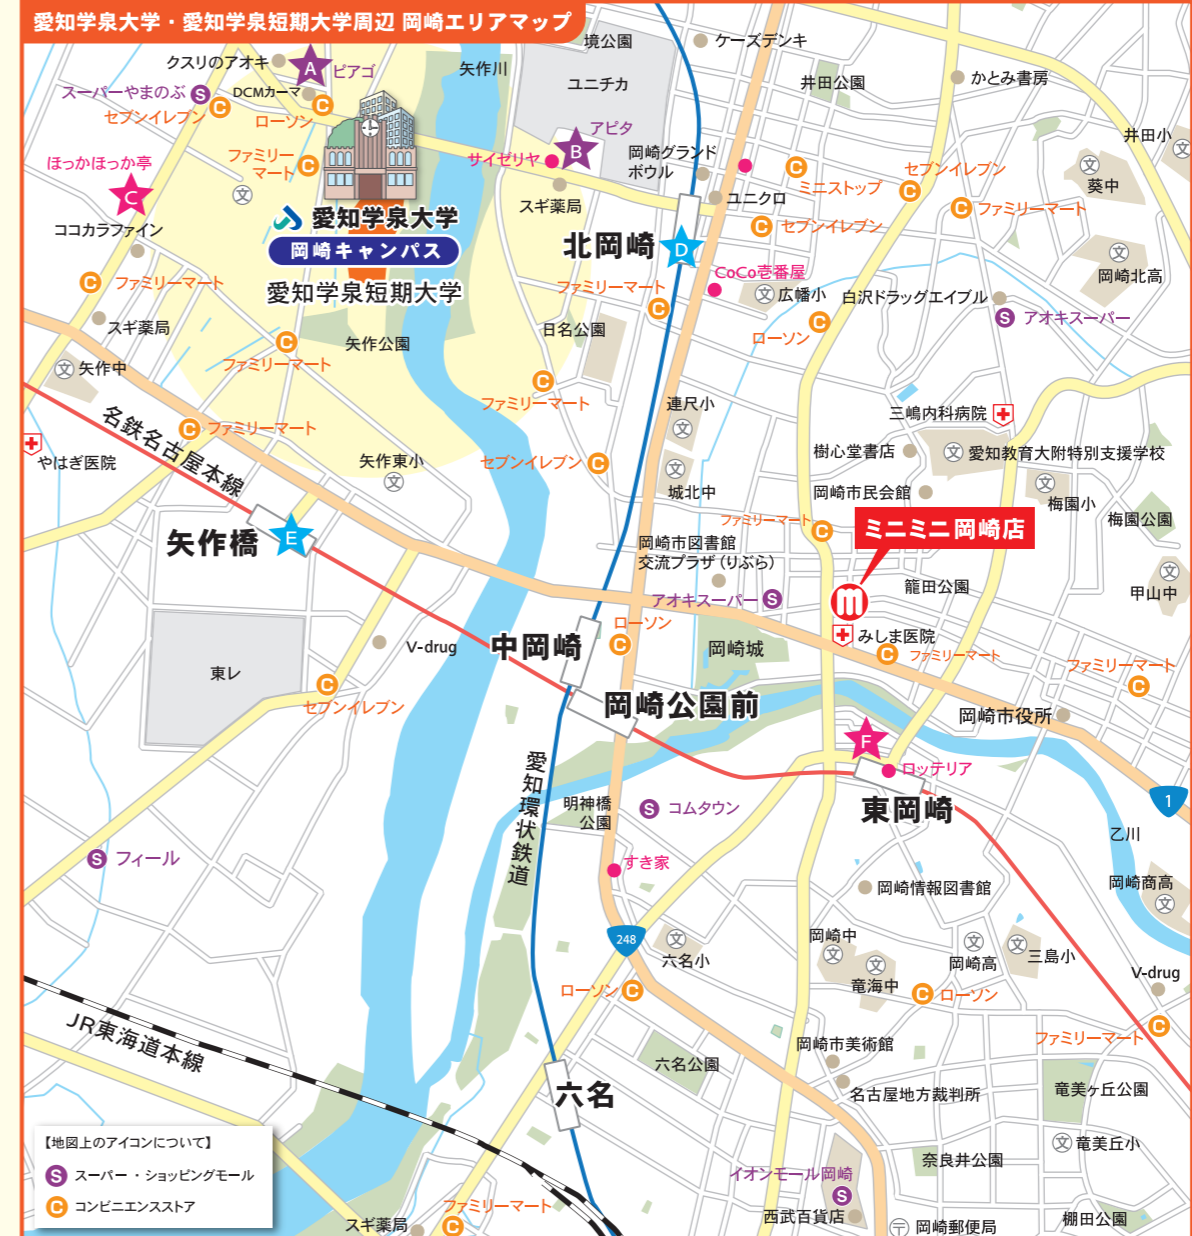 愛知学泉大学・愛知学泉短期大学周辺 岡崎エリアマップ
境公園
ケーズデンキ
クスリのアオキ
A
ピアゴ
矢作川
ユニチカ
井田公園
かとみ書房
スーパーやまのぶ
S
DCMカーマ
C
セブンイレブン
C
ローソン
C
アピタ
B
井田小
文
サイゼリヤ
岡崎グランド
ボウル
ファミリー
マート
C
ほっかほっか亭
C
文
文
葵中
C
ミニストップ
セブンイレブン
C
スギ薬局
ユニクロ
C
ファミリーマート
愛知学泉大学
岡崎キャンパス
愛知学泉短期大学
ココカラファイン
北岡崎
D
C
セブンイレブン
文
岡崎北高
CoCo壱番屋
C
ファミリーマート
ファミリーマート
C
文
広幡小
白沢ドラッグエイブル
S
アオキスーパー
スギ薬局
日名公園
C
ローソン
C
ファミリーマート
矢作公園
文
矢作中
C
ファミリーマート
連尺小
文
三嶋内科病院
名鉄名古屋本線
C
ファミリーマート
やはぎ医院
矢作東小
文
セブンイレブン
C
文
城北中
樹心堂書店
文
愛知教育大附特別支援学校
岡崎市民会館
文
梅園小
梅園公園
ファミリーマート
C
ミニミニ岡崎店
矢作橋
E
岡崎市図書館
交流プラザ(りぶら)
アオキスーパー
S
籠田公園
文
甲山中
みしま医院
C
ファミリーマート
C
ローソン
V-drug
中岡崎
岡崎城
ファミリーマート
C
東レ
C
セブンイレブン
岡崎公園前
岡崎市役所
F
ロッテリア
東岡崎
愛知環状鉄道
明神橋
公園
S
コムタウン
1
乙川
S
フィール
すき家
岡崎情報図書館
岡崎商高
文
248
文
六名小
岡崎中
文
文
竜海中
文
岡崎高
文
三島小
V-drug
ローソン
C
C
ローソン
JR東海道本線
岡崎市美術館
ファミリーマート
C
六名公園
名古屋地方裁判所
竜美ヶ丘公園
六名
文
竜美丘小
【地図上のアイコンについて】
S
スーパー・ショッピングモール
C
コンビニエンスストア
イオンモール岡崎
S
奈良井公園
西武百貨店
〒
岡崎郵便局
棚田公園
ファミリーマート
C
スギ薬局